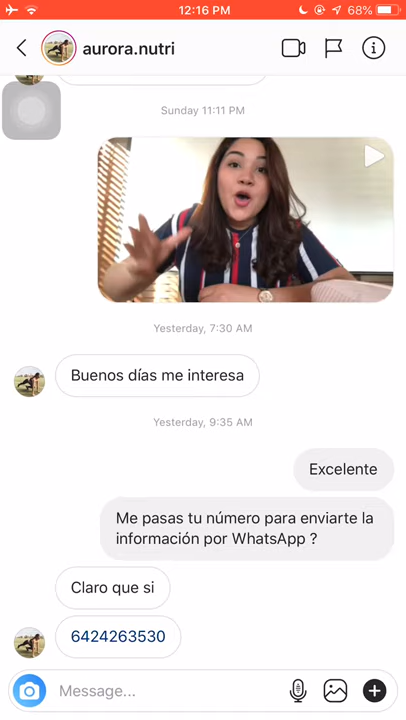 12:16 PM
68%
aurora.nutri
Sunday 11:11 PM
Yesterday, 7:30 AM
Buenos días me interesa
Yesterday, 9:35 AM
Excelente
Me pasas tu número para enviarte la
información por WhatsApp ?
Claro que si
6424263530
Message...